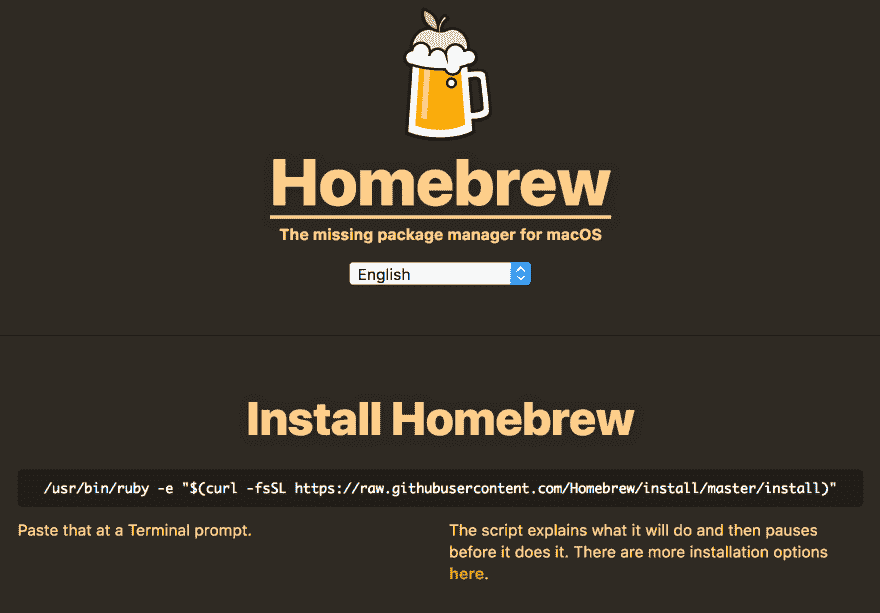 Homebrew
The missing package manager for macOS
English
Install Homebrew
/usr/bin/ruby -e "$(curl -fsSL https://raw.githubusercontent.com/Homebrew/install/master/install)"
Paste that at a Terminal prompt.
The script explains what it will do and then pauses
before it does it. There are more installation options
here.